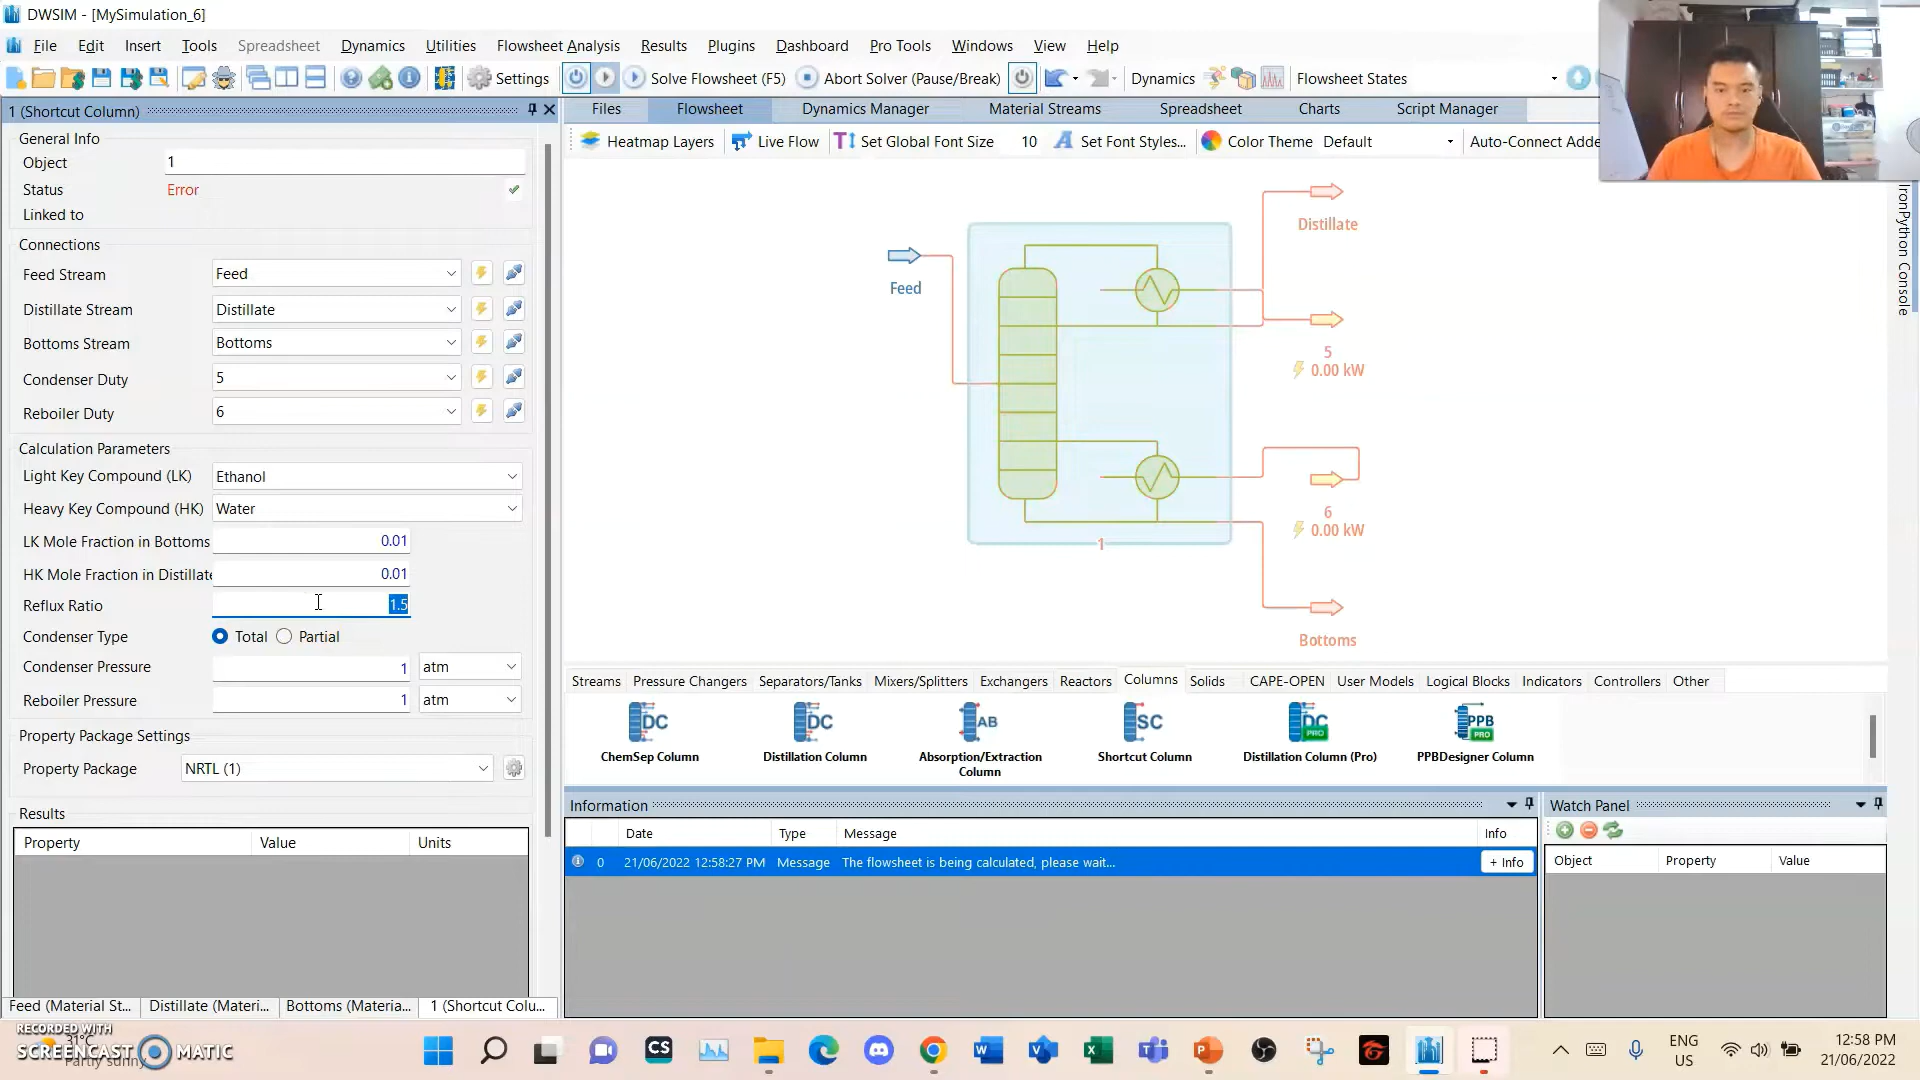 DWSIM - [MySimulation_6]
File Edit Insert Tools Spreadsheet Dynamics Utilities Flowsheet Analysis Results Plugins Dashboard Pro Tools Windows View Help
Settings Solve Flowsheet (F5) Abort Solver (Pause/Break) Dynamics Flowsheet States
1 (Shortcut Column)
Files Flowsheet Dynamics Manager Material Streams Spreadsheet Charts Script Manager
Heatmap Layers Live Flow Set Global Font Size 10 Set Font Styles... Color Theme Default Auto-Connect Adde
General Info
Object 1
Status Error
Linked to
Connections
Feed Stream Feed
Distillate Stream Distillate
Bottoms Stream Bottoms
Condenser Duty 5
Reboiler Duty 6
Calculation Parameters
Light Key Compound (LK) Ethanol
Heavy Key Compound (HK) Water
LK Mole Fraction in Bottoms 0.01
HK Mole Fraction in Distillate 0.01
Reflux Ratio 1.5
Condenser Type Total Partial
Condenser Pressure 1 atm
Reboiler Pressure 1 atm
Property Package Settings
Property Package NRTL (1)
Results
Property Value Units
Feed (Material St... Distillate (Materi... Bottoms (Materia... 1 (Shortcut Colu...
Distillate
Feed
5
0.00 kW
6
0.00 kW
1
Bottoms
IronPython Console
Streams Pressure Changers Separators/Tanks Mixers/Splitters Exchangers Reactors Columns Solids CAPE-OPEN User Models Logical Blocks Indicators Controllers Other
DC DC AB SC DC PRO PPB PRO
ChemSep Column Distillation Column Absorption/Extraction Column Shortcut Column Distillation Column (Pro) PPBDesigner Column
Information
Date Type Message Info
0 21/06/2022 12:58:27 PM Message The flowsheet is being calculated, please wait... + Info
Watch Panel
Object Property Value
RECORDED WITH
SCREENCAST MATIC
31°C
Partly sunny
CS
ENG
US
12:58 PM
21/06/2022